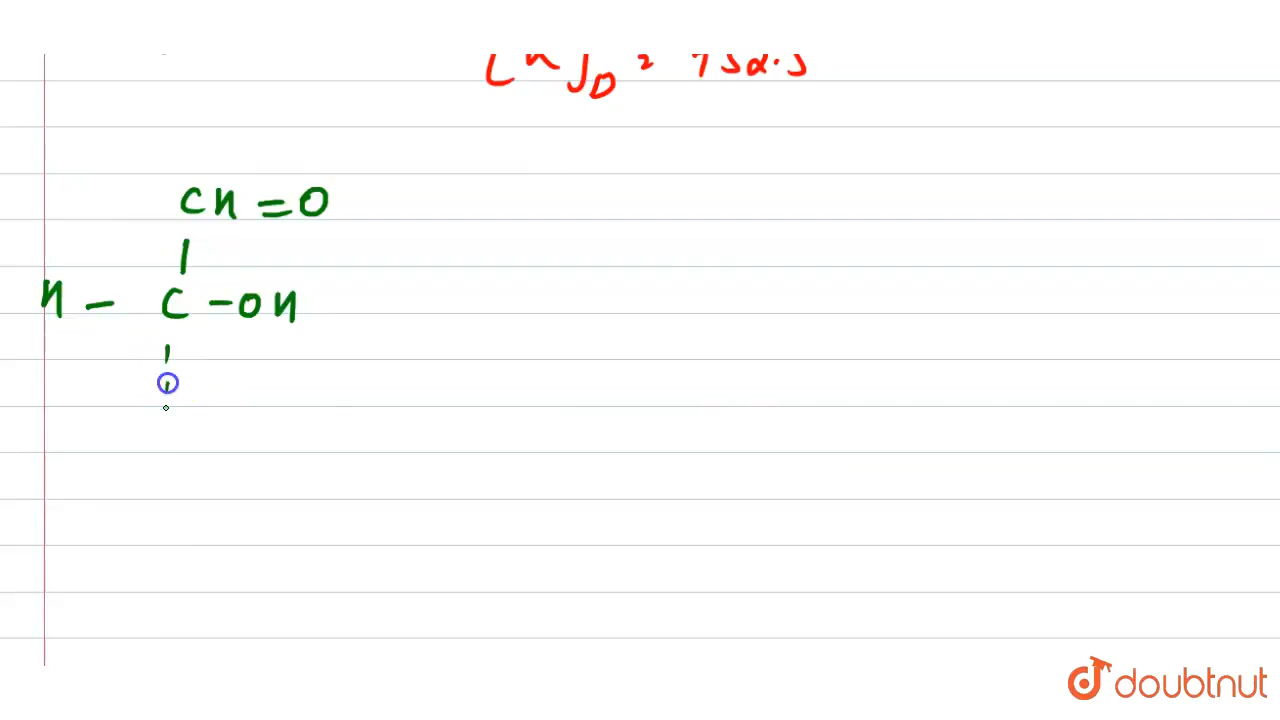 CH=O
|
H - C - OH
|
doubtnut